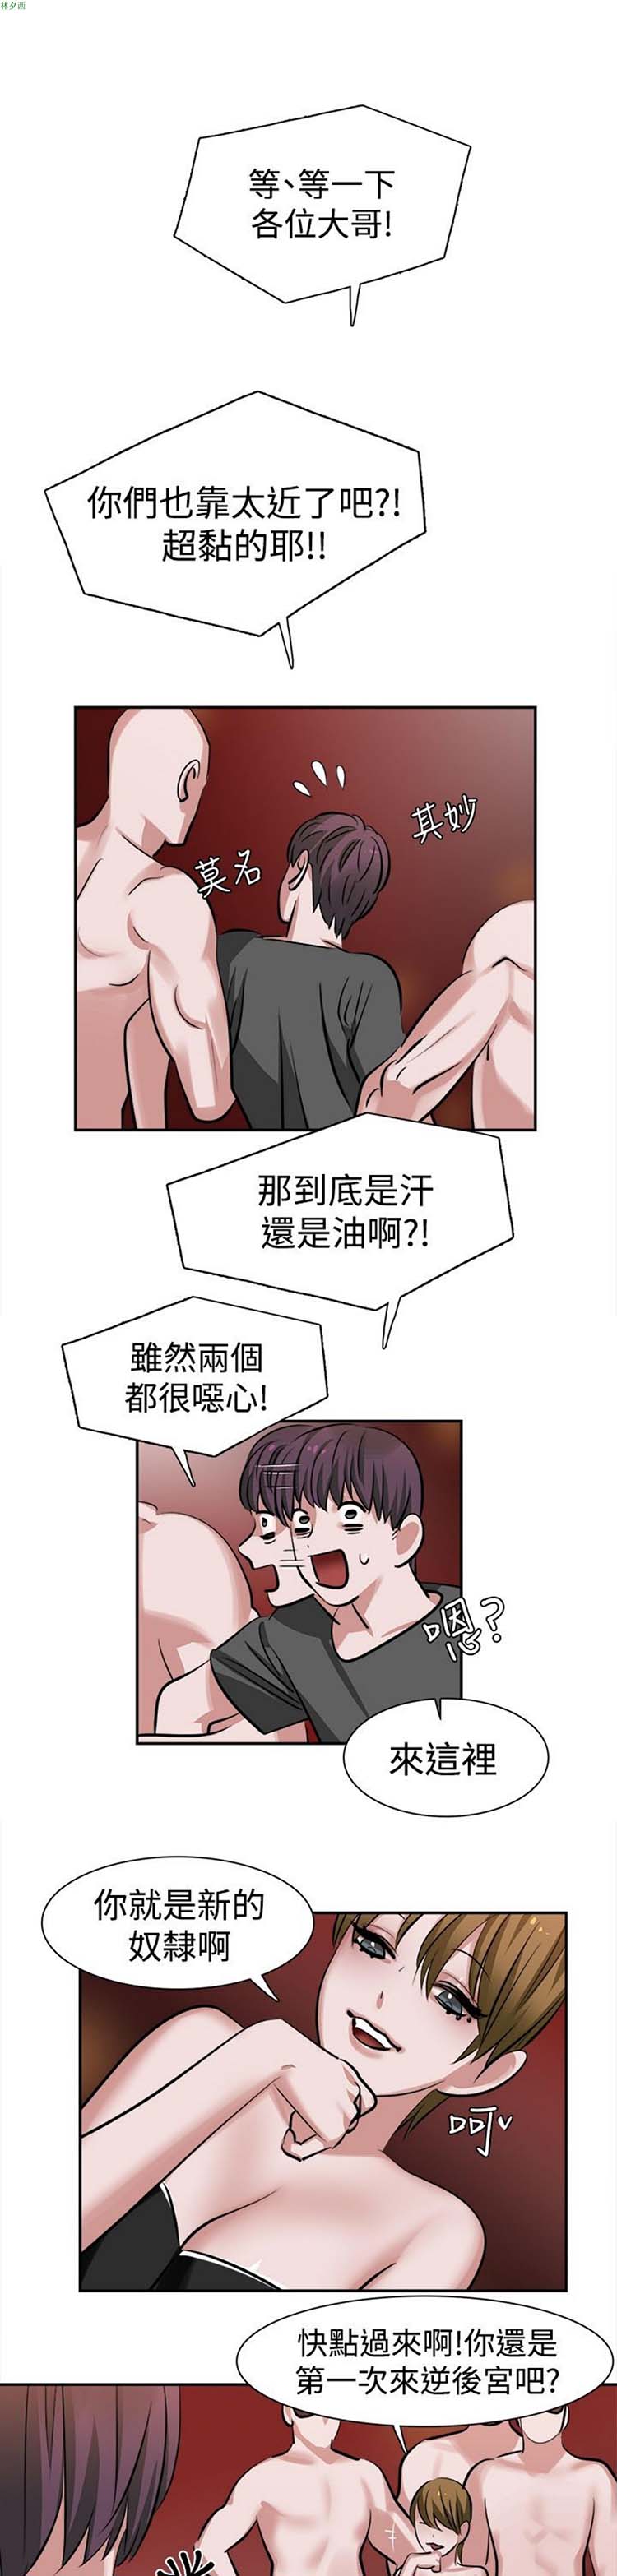 林夕西
等、等一下
各位大哥!
你們也靠太近了吧?!
超黏的耶!!
莫名
其妙
那到底是汗
還是油啊?!
雖然兩個
都很噁心!
嗯?
來這裡
你就是新的
奴隸啊
呵♥
快點過來啊!你還是
第一次來逆後宮吧?